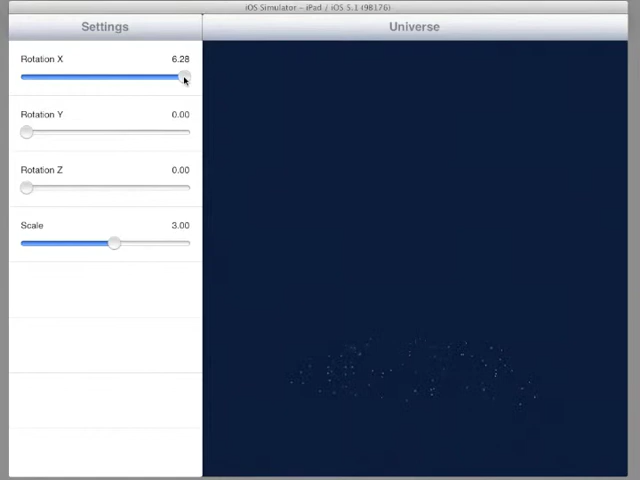 iOS Simulator – iPad / iOS 5.1 (9B176)
Settings
Universe
Rotation X 6.28
Rotation Y 0.00
Rotation Z 0.00
Scale 3.00